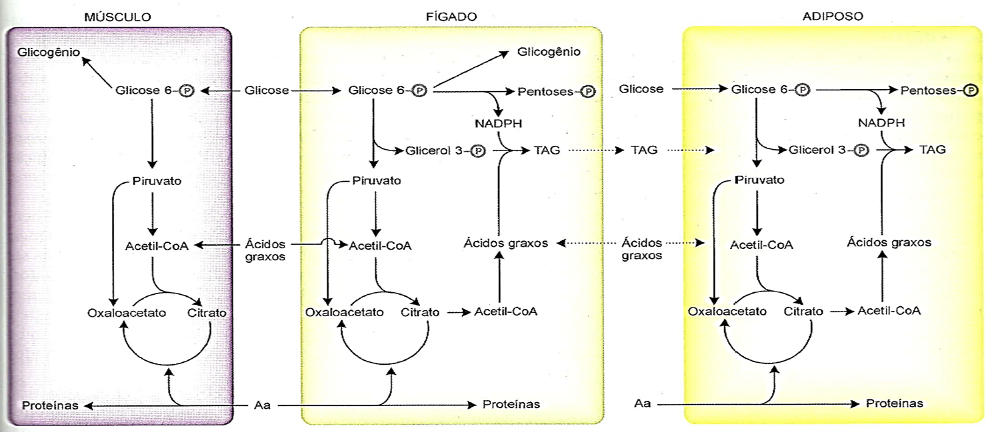 MÚSCULO
Glicogênio
Glicose 6–P
Piruvato
Acetil-CoA
Oxaloacetato
Citrato
Proteínas
Glicose
Ácidos
graxos
Aa
FÍGADO
Glicogênio
Glicose 6–P
Pentoses–P
NADPH
Glicerol 3–P
TAG
Piruvato
Acetil-CoA
Ácidos graxos
Oxaloacetato
Citrato
Acetil-CoA
Proteínas
Glicose
TAG
Ácidos
graxos
Aa
ADIPOSO
Glicose 6–P
Pentoses–P
NADPH
Glicerol 3–P
TAG
Piruvato
Acetil-CoA
Ácidos graxos
Oxaloacetato
Citrato
Acetil-CoA
Proteínas